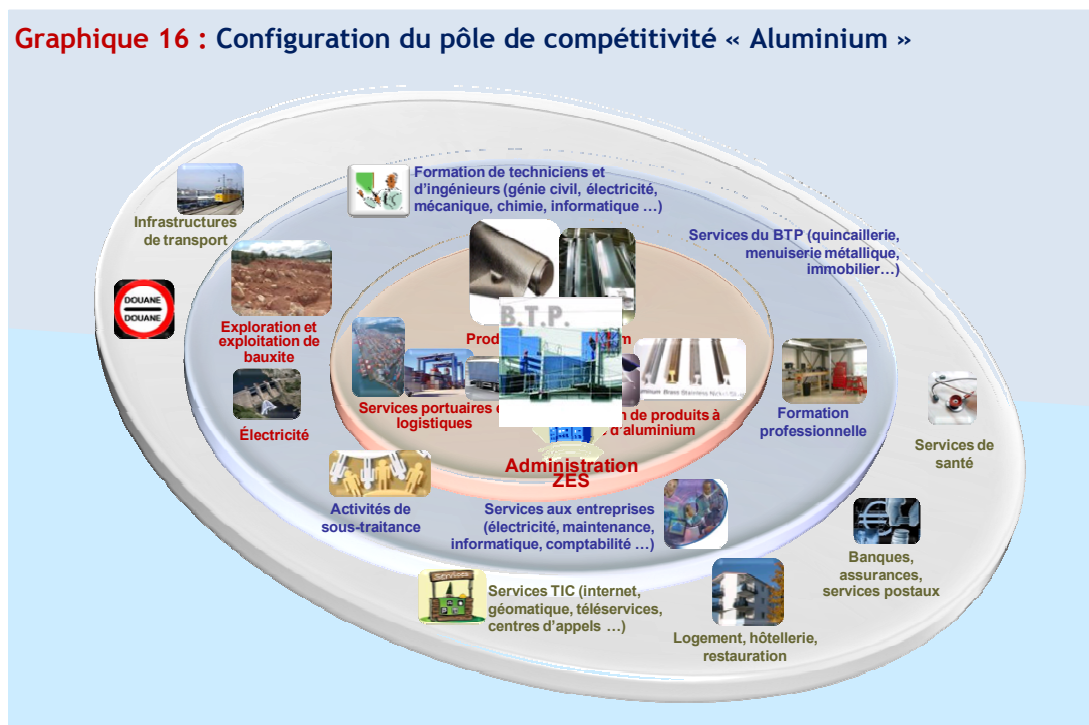 Graphique 16 : Configuration du pôle de compétitivité « Aluminium »
Formation de techniciens et
d'ingénieurs (génie civil, électricité,
mécanique, chimie, informatique …)
Infrastructures
de transport
Services du BTP (quincaillerie,
menuiserie métallique,
immobilier…)
DOUANE
DOUANE
Exploration et
exploitation de
bauxite
B.T.P.
Services portuaires
logistiques
de produits à
d'aluminium
Électricité
Formation
professionnelle
Services de
santé
Administration
ZES
Activités de
sous-traitance
Services aux entreprises
(électricité, maintenance,
informatique, comptabilité …)
Banques,
assurances,
services postaux
Services
Services TIC (internet,
géomatique, téléservices,
centres d'appels …)
Logement, hôtellerie,
restauration